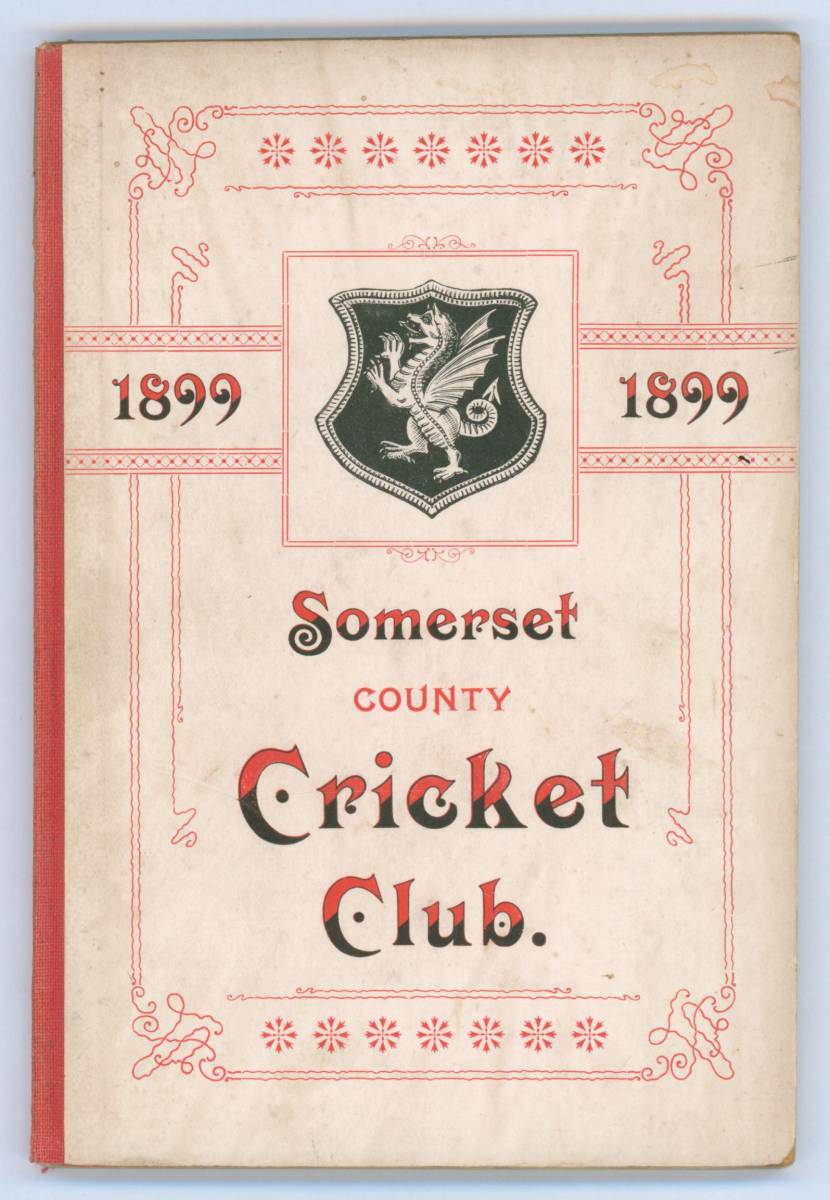 1899 1899
Somerset
COUNTY
Cricket
Club.